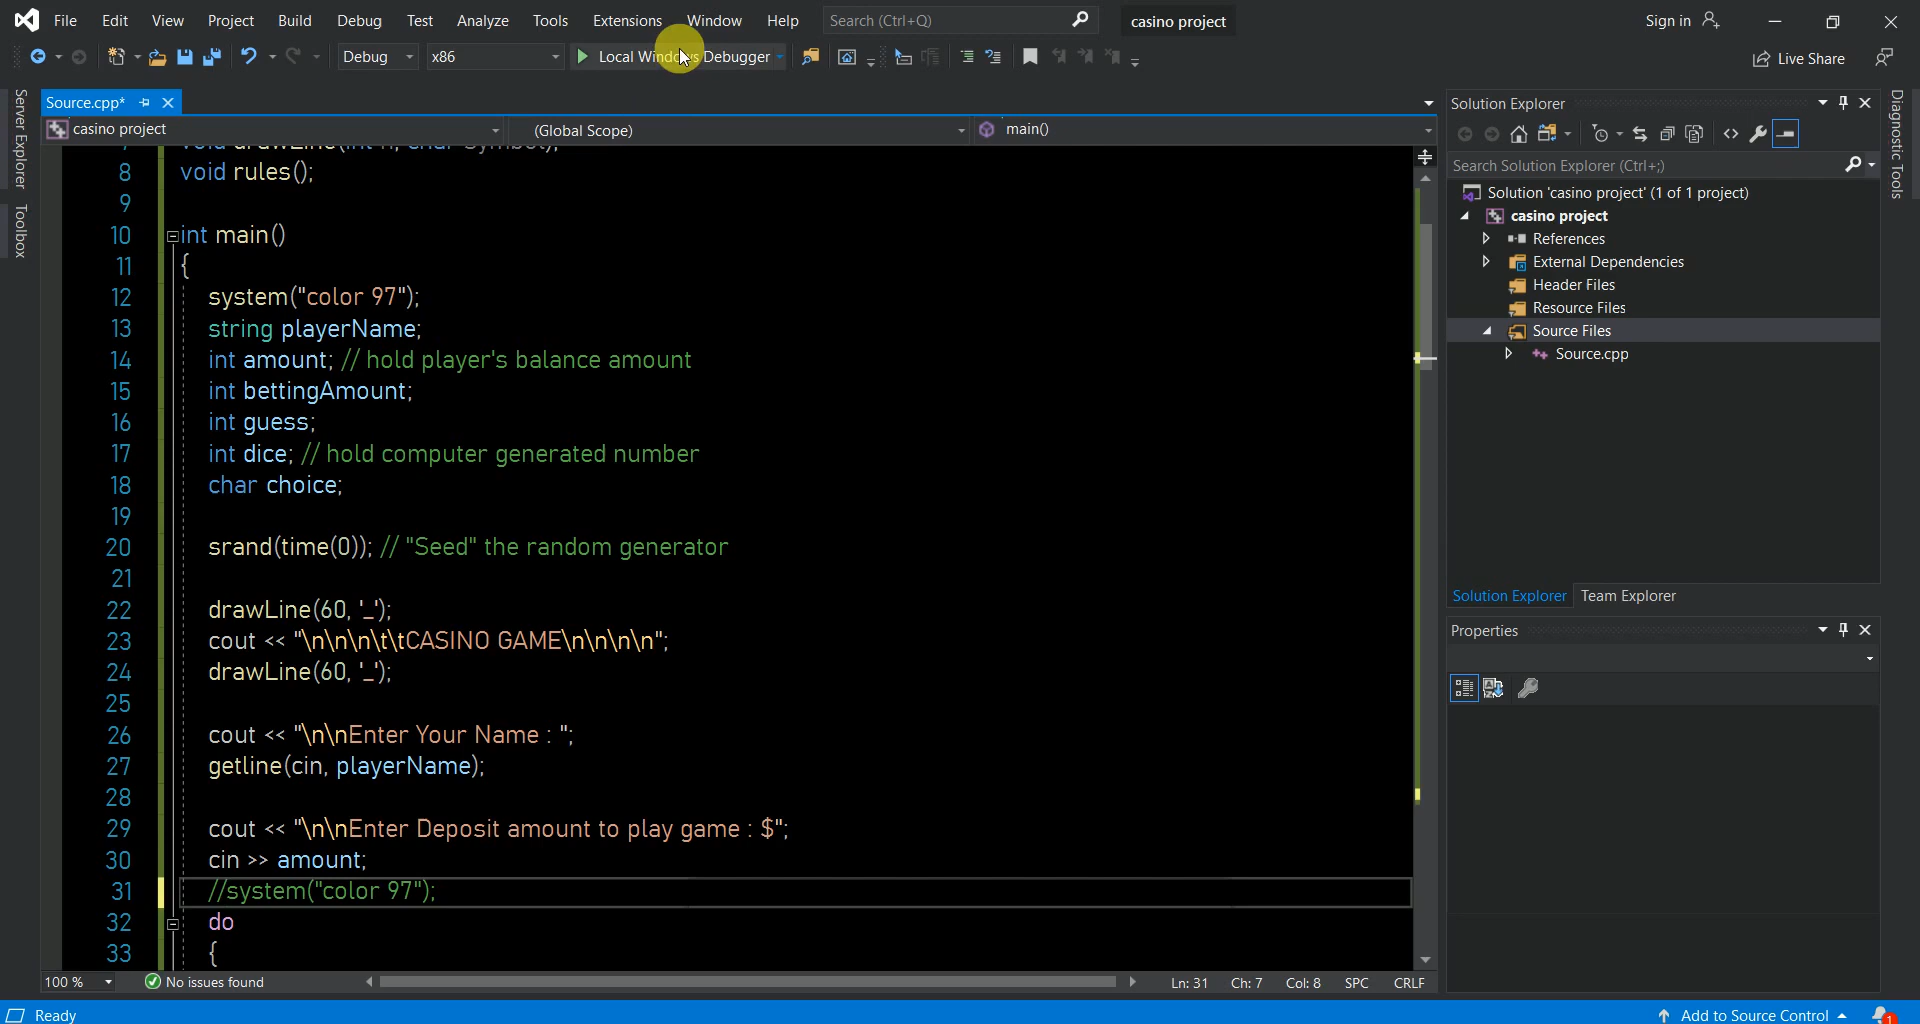 File Edit View Project Build Debug Test Analyze Tools Extensions Window Help Search (Ctrl+Q) casino project Sign in
Debug x86 Local Windows Debugger Live Share
Server Explorer
Toolbox
Source.cpp*
casino project (Global Scope) main()
8 void rules();
9
10 int main()
11 {
12 system("color 97");
13 string playerName;
14 int amount; // hold player's balance amount
15 int bettingAmount;
16 int guess;
17 int dice; // hold computer generated number
18 char choice;
19
20 srand(time(0)); // "Seed" the random generator
21
22 drawLine(60, '_');
23 cout << "\n\n\n\t\tCASINO GAME\n\n\n\n";
24 drawLine(60, '_');
25
26 cout << "\n\nEnter Your Name : ";
27 getline(cin, playerName);
28
29 cout << "\n\nEnter Deposit amount to play game : $";
30 cin >> amount;
31 //system("color 97");
32 do
33 {
100 % No issues found Ln: 31 Ch: 7 Col: 8 SPC CRLF
Solution Explorer
Search Solution Explorer (Ctrl+;)
Solution 'casino project' (1 of 1 project)
casino project
References
External Dependencies
Header Files
Resource Files
Source Files
Source.cpp
Solution Explorer Team Explorer
Properties
Diagnostic Tools
Ready Add to Source Control 1